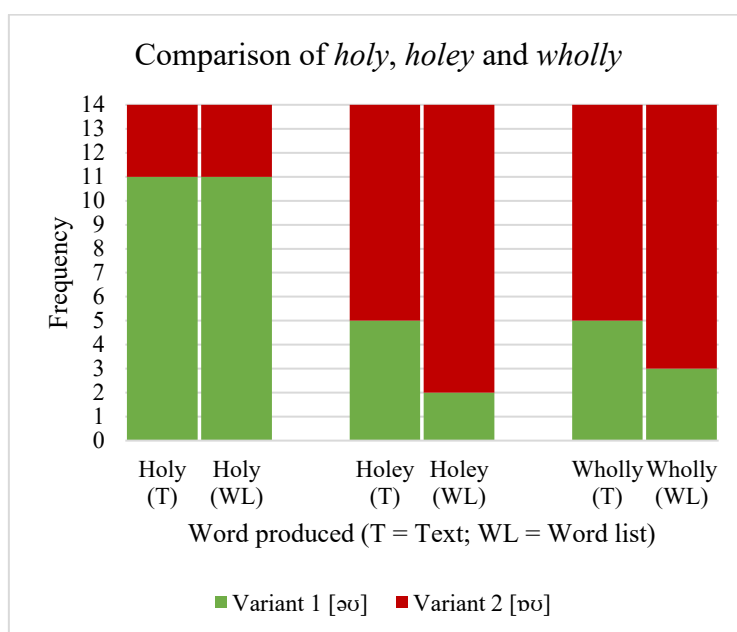 Comparison of holy, holey and wholly
Frequency
14
13
12
11
10
9
8
7
6
5
4
3
2
1
0
Holy Holy Holey Holey Wholly Wholly
(T) (WL) (T) (WL) (T) (WL)
Word produced (T = Text; WL = Word list)
Variant 1 [əʊ] Variant 2 [ɒʊ]